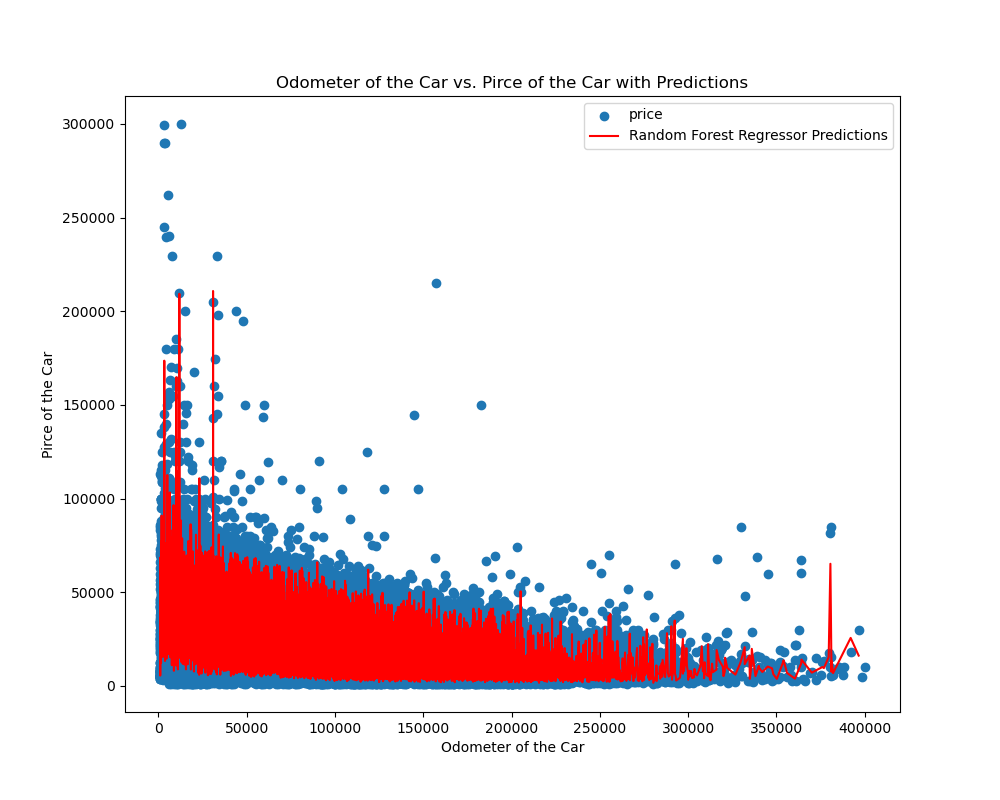 Odometer of the Car vs. Pirce of the Car with Predictions
price
Random Forest Regressor Predictions
Pirce of the Car
300000
250000
200000
150000
100000
50000
0
0 50000 100000 150000 200000 250000 300000 350000 400000
Odometer of the Car